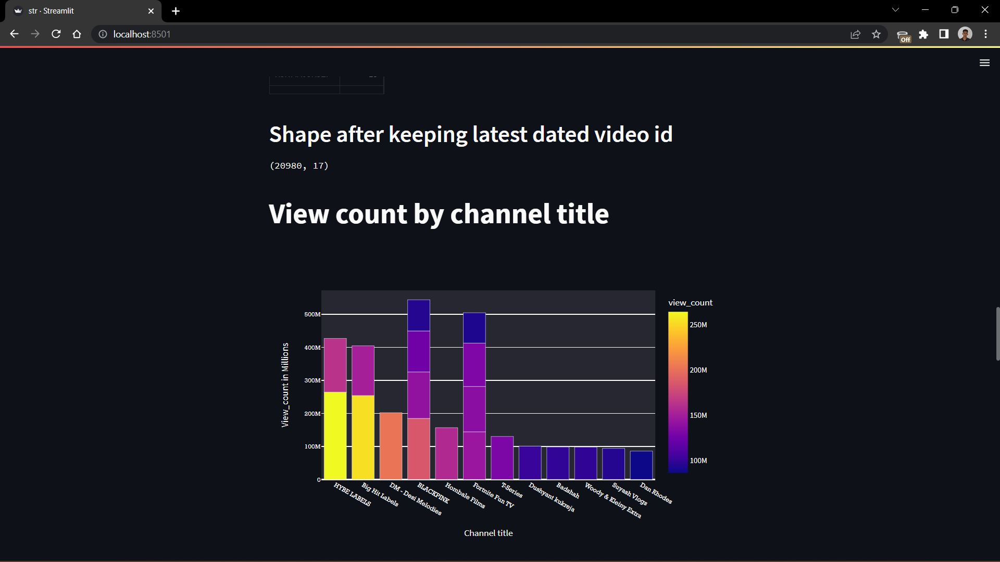 str · Streamlit
localhost:8501
Off
Shape after keeping latest dated video id
(20980, 17)
View count by channel title
view_count
250M
200M
150M
100M
View_count in Millions
500M
400M
300M
200M
100M
0
HYBE LABELS
Big Hit Labels
DM - Desi Melodies
BLACKPINK
Hombale Films
Fortnite Fun TV
T-Series
Dushyant kukreja
Badshah
Woody & Kleiny Extra
Suyash Vlogs
Dan Rhodes
Channel title